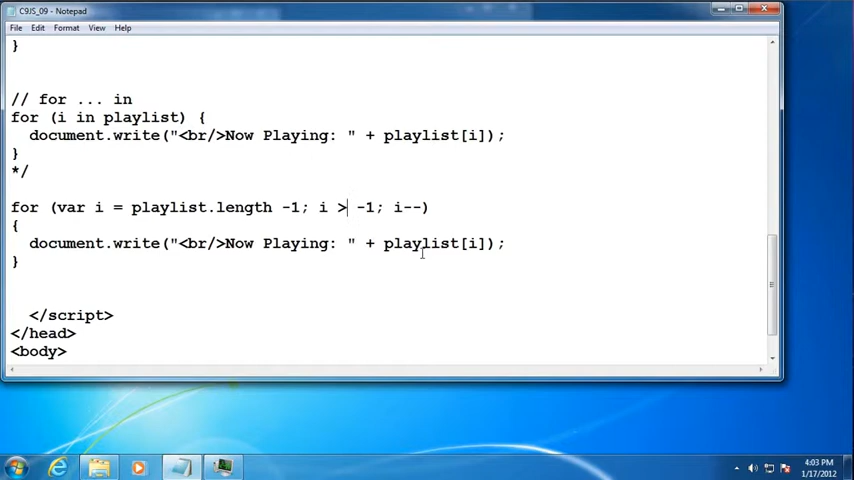 C9JS_09 - Notepad
File Edit Format View Help
}
// for ... in
for (i in playlist) {
document.write("<br/>Now Playing: " + playlist[i]);
}
*/
for (var i = playlist.length -1; i > -1; i--)
{
document.write("<br/>Now Playing: " + playlist[i]);
}
</script>
</head>
<body>
4:03 PM
1/17/2012